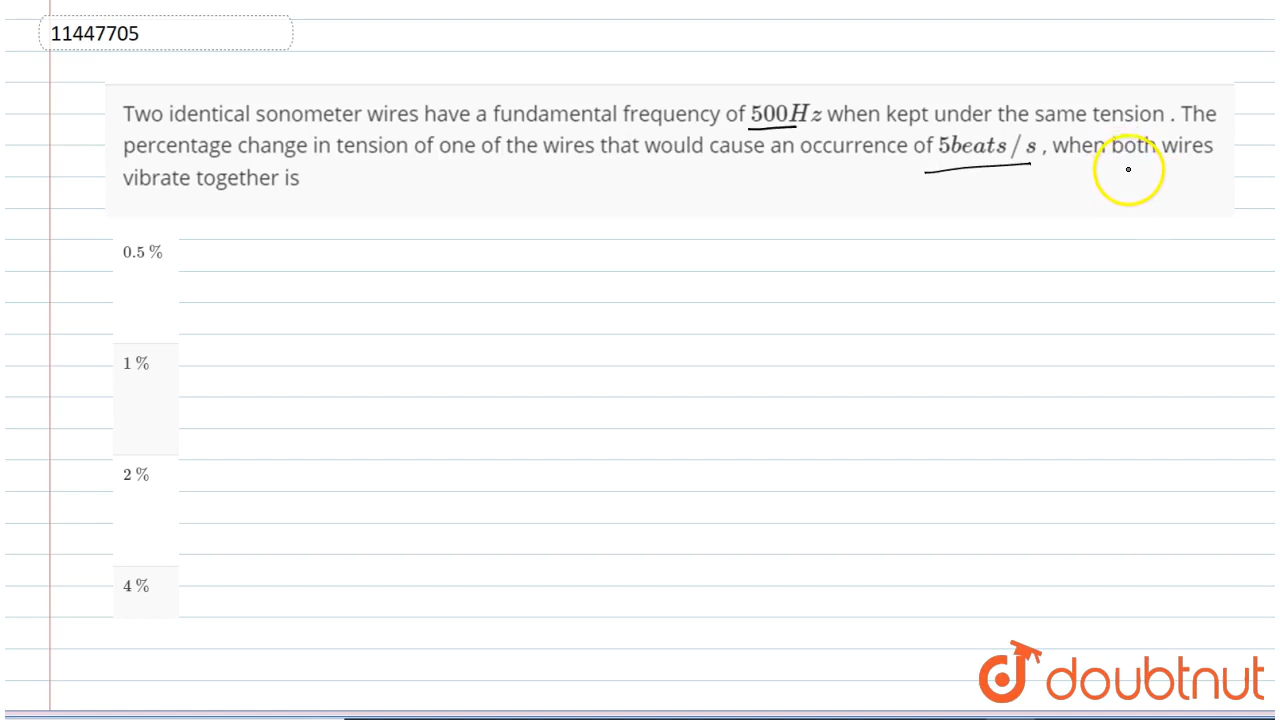 11447705
Two identical sonometer wires have a fundamental frequency of 500Hz when kept under the same tension . The
percentage change in tension of one of the wires that would cause an occurrence of 5beats/s , when both wires
vibrate together is
0.5 %
1 %
2 %
4 %
doubtnut